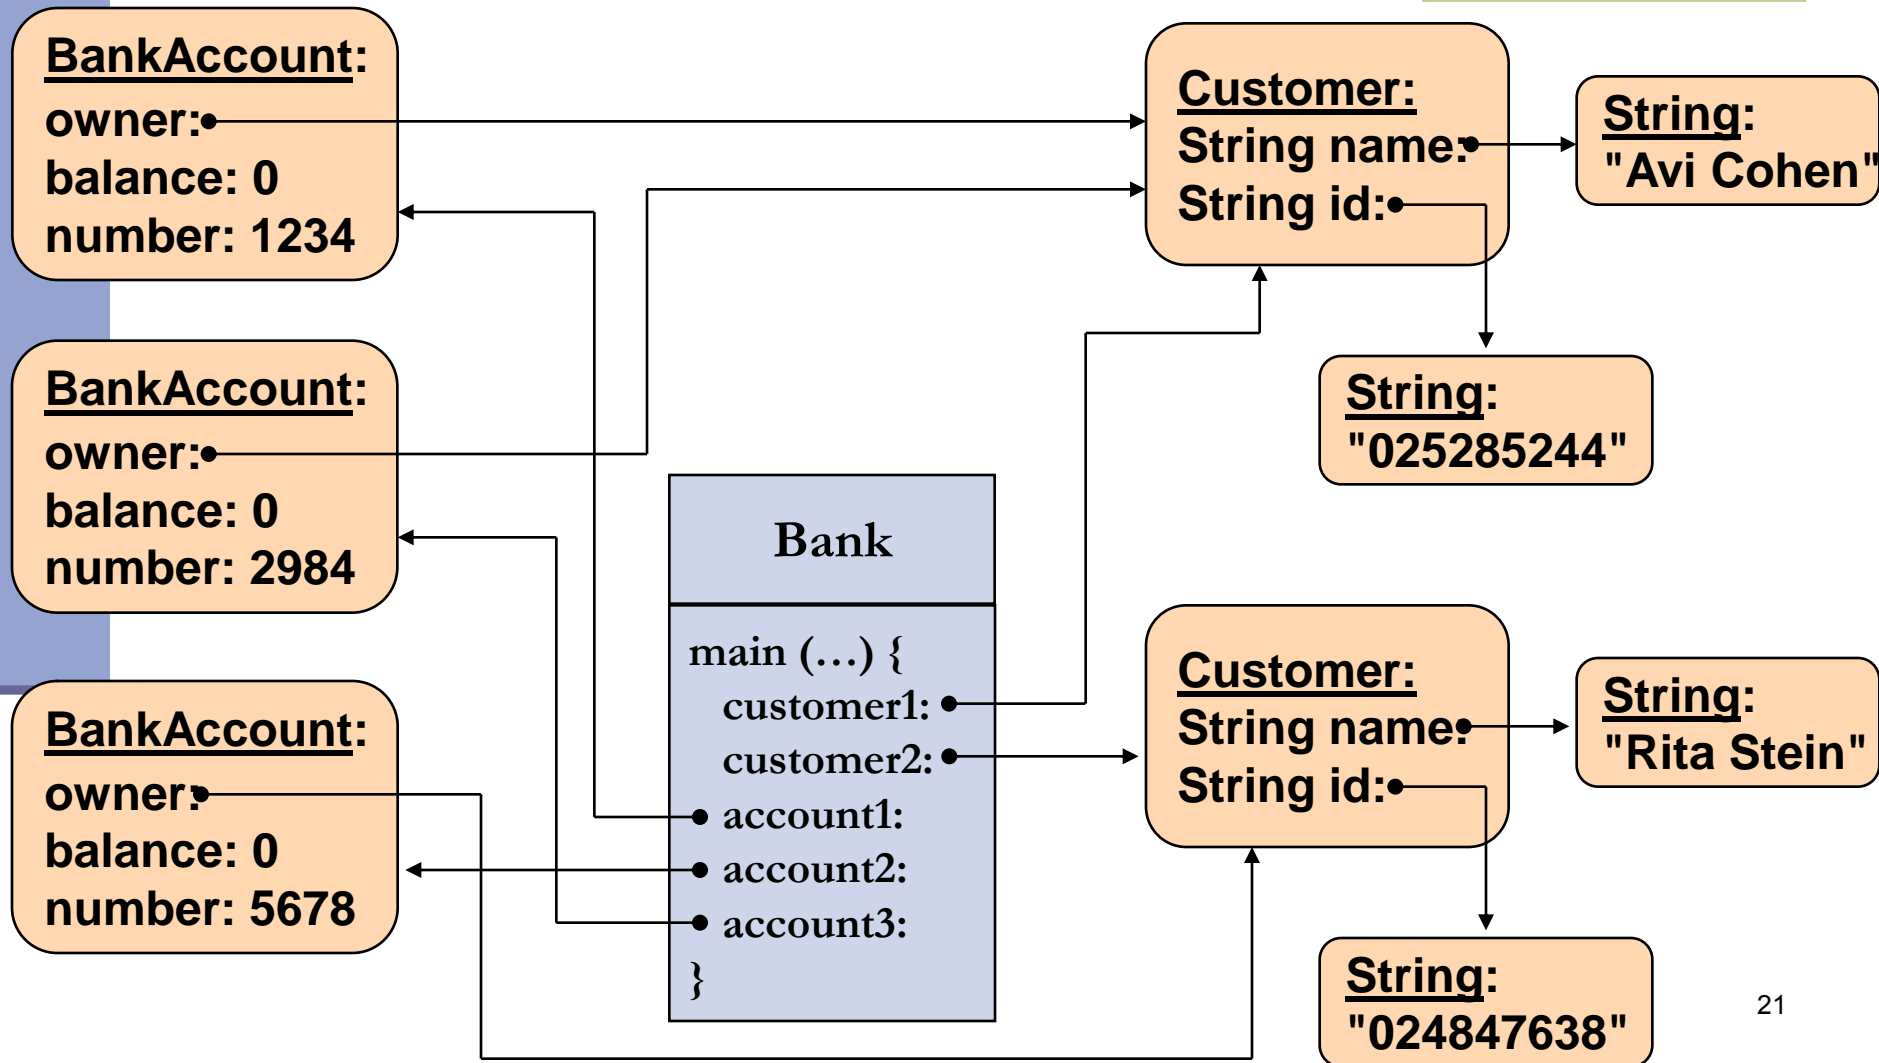 BankAccount:
owner:
balance: 0
number: 1234
Customer:
String name:
String id:
String:
"Avi Cohen"
String:
"025285244"
BankAccount:
owner:
balance: 0
number: 2984
Bank
main (…) {
customer1:
customer2:
account1:
account2:
account3:
}
BankAccount:
owner:
balance: 0
number: 5678
Customer:
String name:
String id:
String:
"Rita Stein"
String:
"024847638"
21